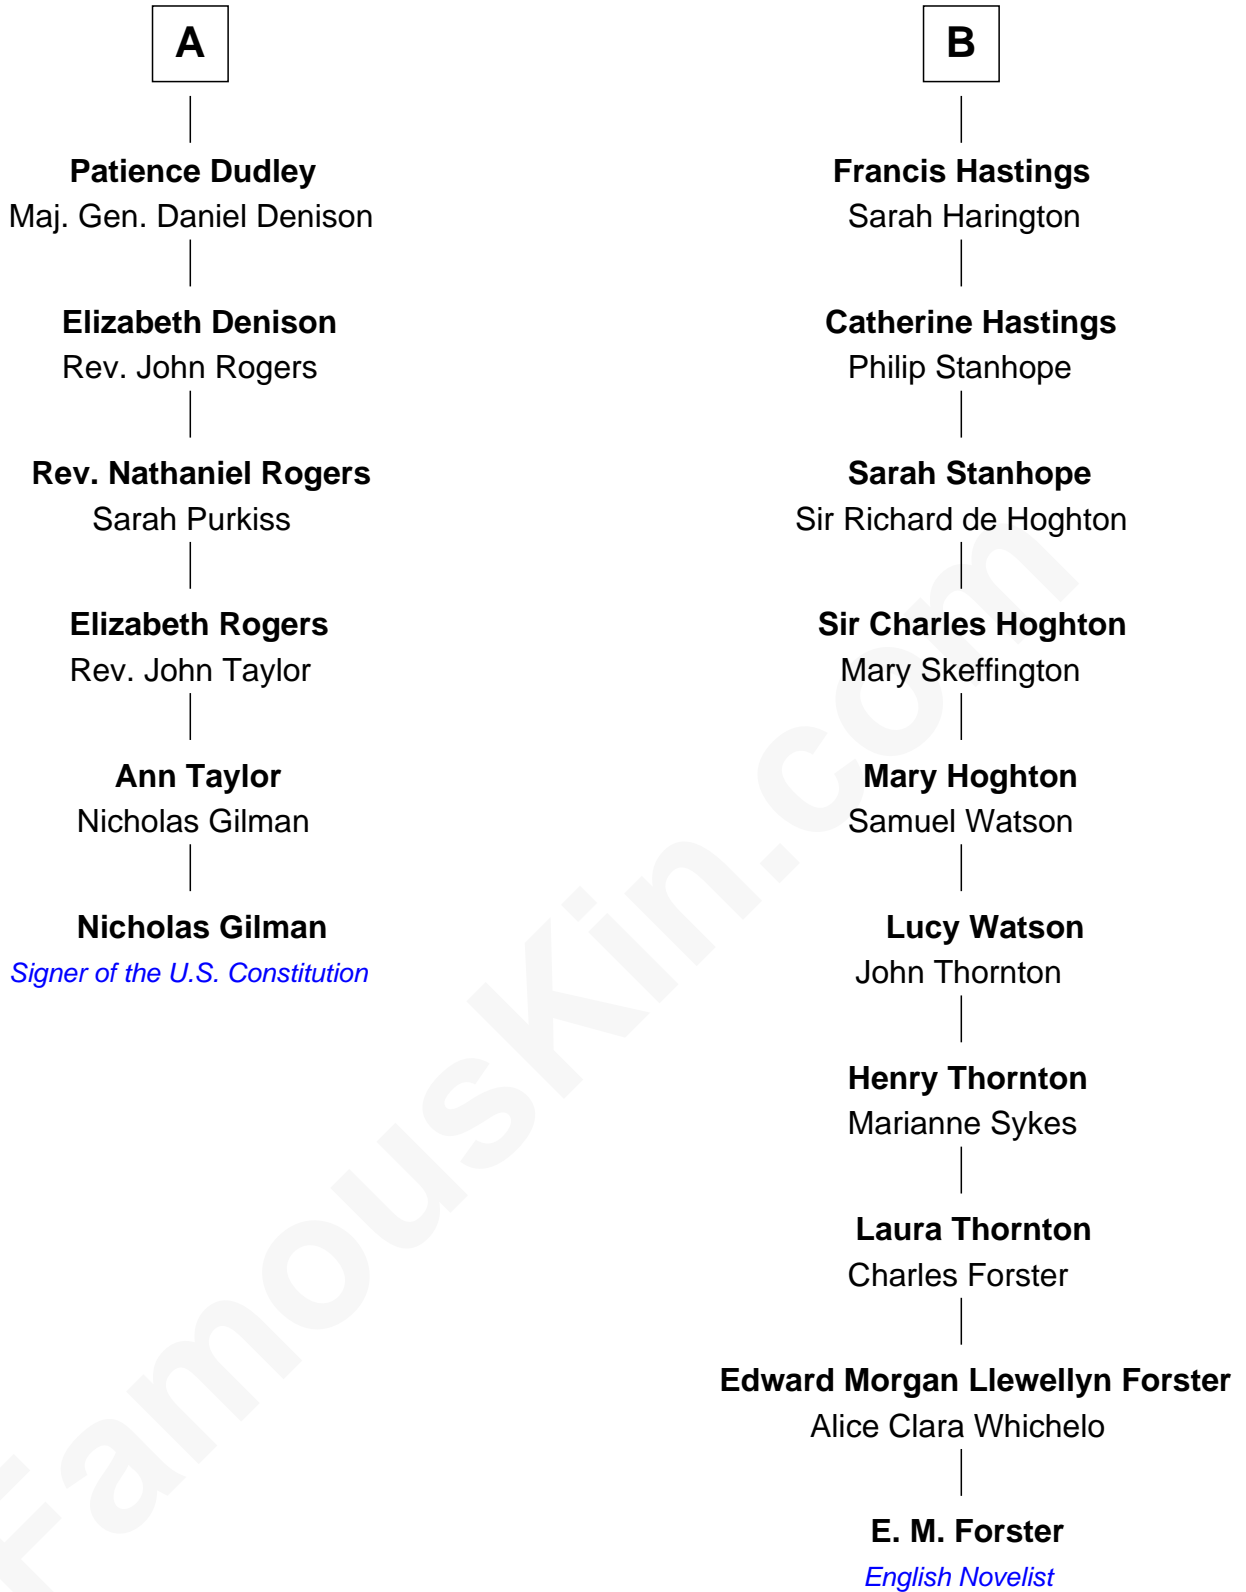 A
Patience Dudley
Maj. Gen. Daniel Denison
Elizabeth Denison
Rev. John Rogers
Rev. Nathaniel Rogers
Sarah Purkiss
Elizabeth Rogers
Rev. John Taylor
Ann Taylor
Nicholas Gilman
Nicholas Gilman
Signer of the U.S. Constitution
B
Francis Hastings
Sarah Harington
Catherine Hastings
Philip Stanhope
Sarah Stanhope
Sir Richard de Hoghton
Sir Charles Hoghton
Mary Skeffington
Mary Hoghton
Samuel Watson
Lucy Watson
John Thornton
Henry Thornton
Marianne Sykes
Laura Thornton
Charles Forster
Edward Morgan Llewellyn Forster
Alice Clara Whichelo
E. M. Forster
English Novelist
FamousKin.com